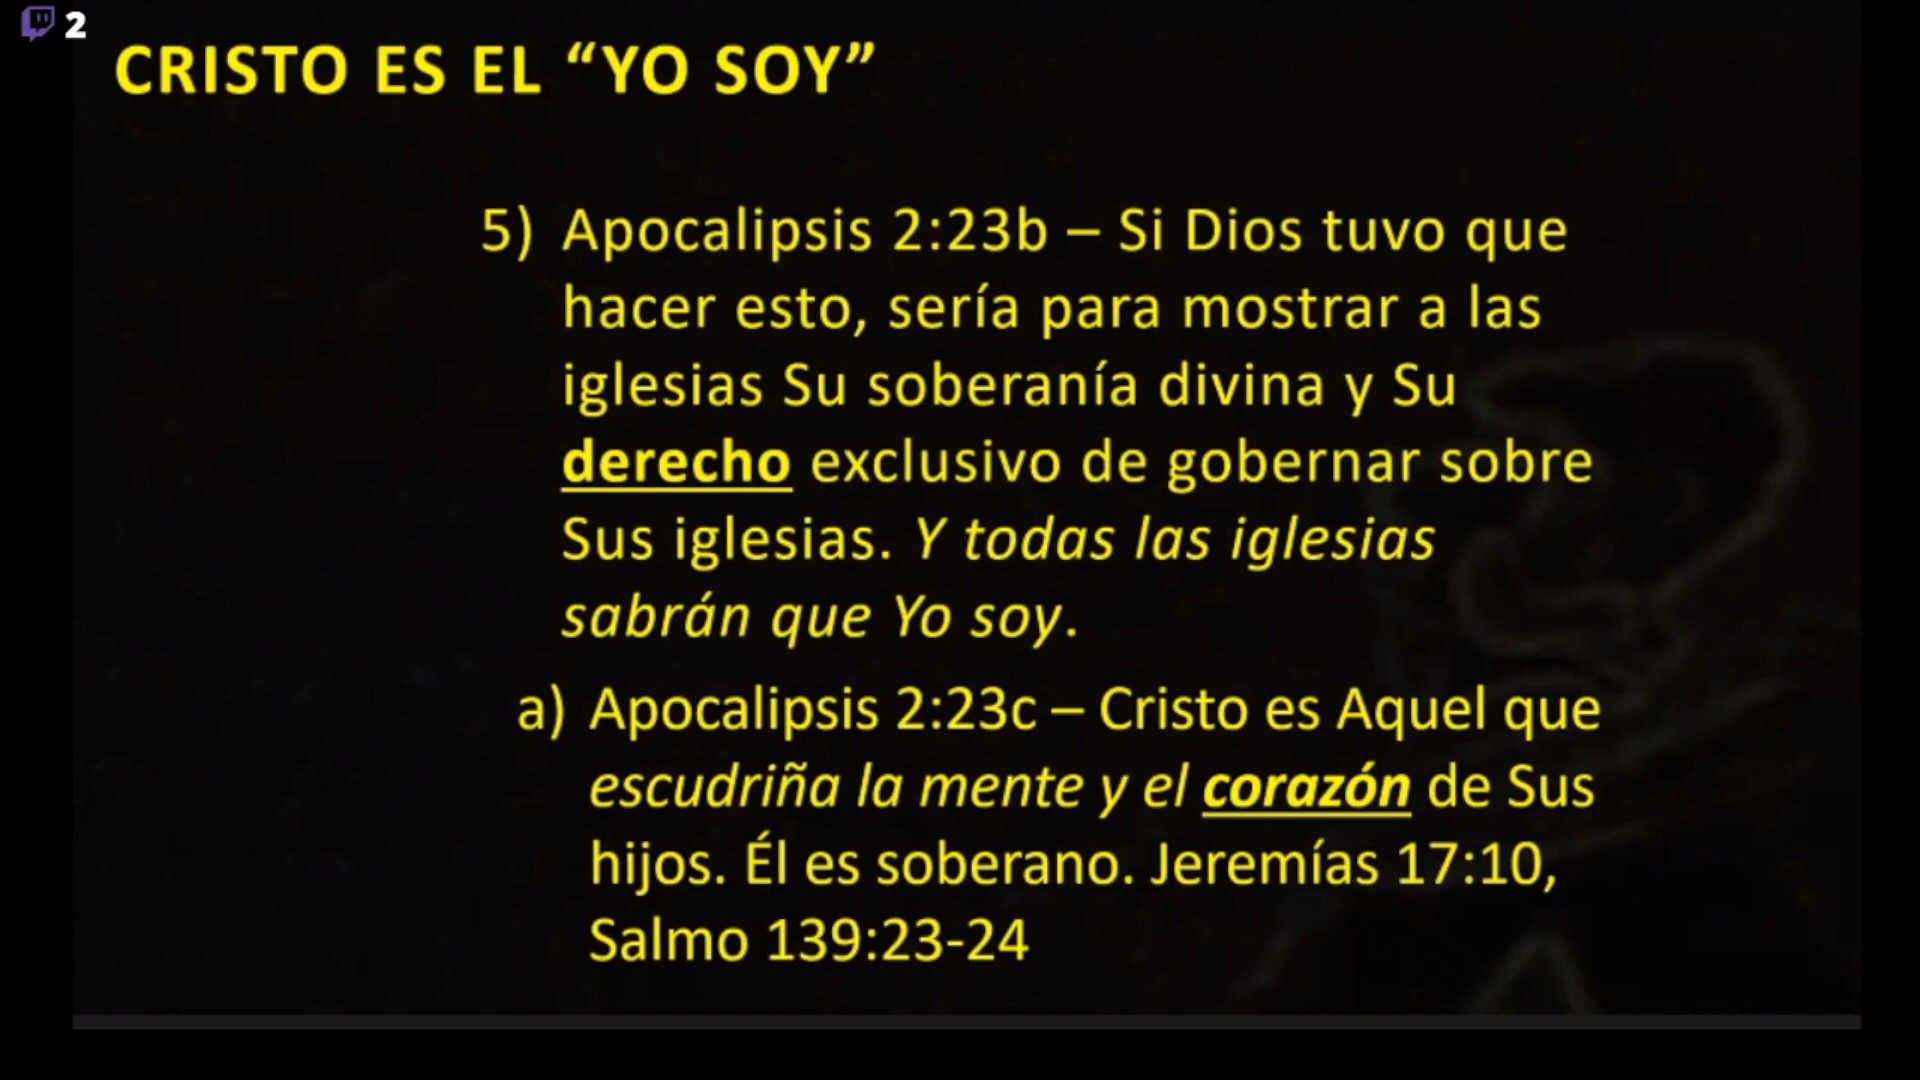 2
CRISTO ES EL “YO SOY”
5) Apocalipsis 2:23b – Si Dios tuvo que
hacer esto, sería para mostrar a las
iglesias Su soberanía divina y Su
derecho exclusivo de gobernar sobre
Sus iglesias. Y todas las iglesias
sabrán que Yo soy.
a) Apocalipsis 2:23c – Cristo es Aquel que
escudriña la mente y el corazón de Sus
hijos. Él es soberano. Jeremías 17:10,
Salmo 139:23-24